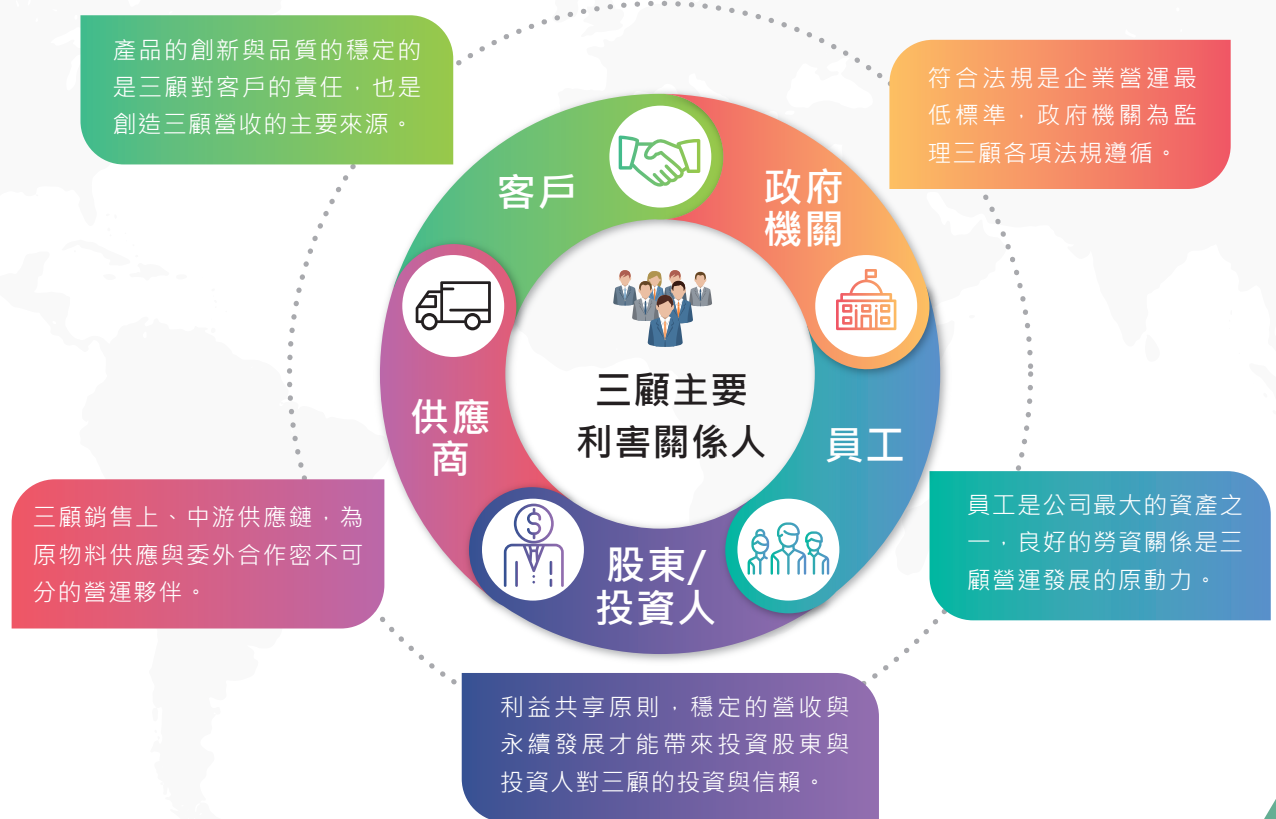 產品的創新與品質的穩定的
是三顧對客戶的責任，也是
創造三顧營收的主要來源。
符合法規是企業營運最
低標準，政府機關為監
理三顧各項法規遵循。
客戶
政府
機關
三顧主要
利害關係人
供應
商
員工
股東/
投資人
三顧銷售上、中游供應鏈，為
原物料供應與委外合作密不可
分的營運夥伴。
員工是公司最大的資產之
一，良好的勞資關係是三
顧營運發展的原動力。
利益共享原則，穩定的營收與
永續發展才能帶來投資股東與
投資人對三顧的投資與信賴。